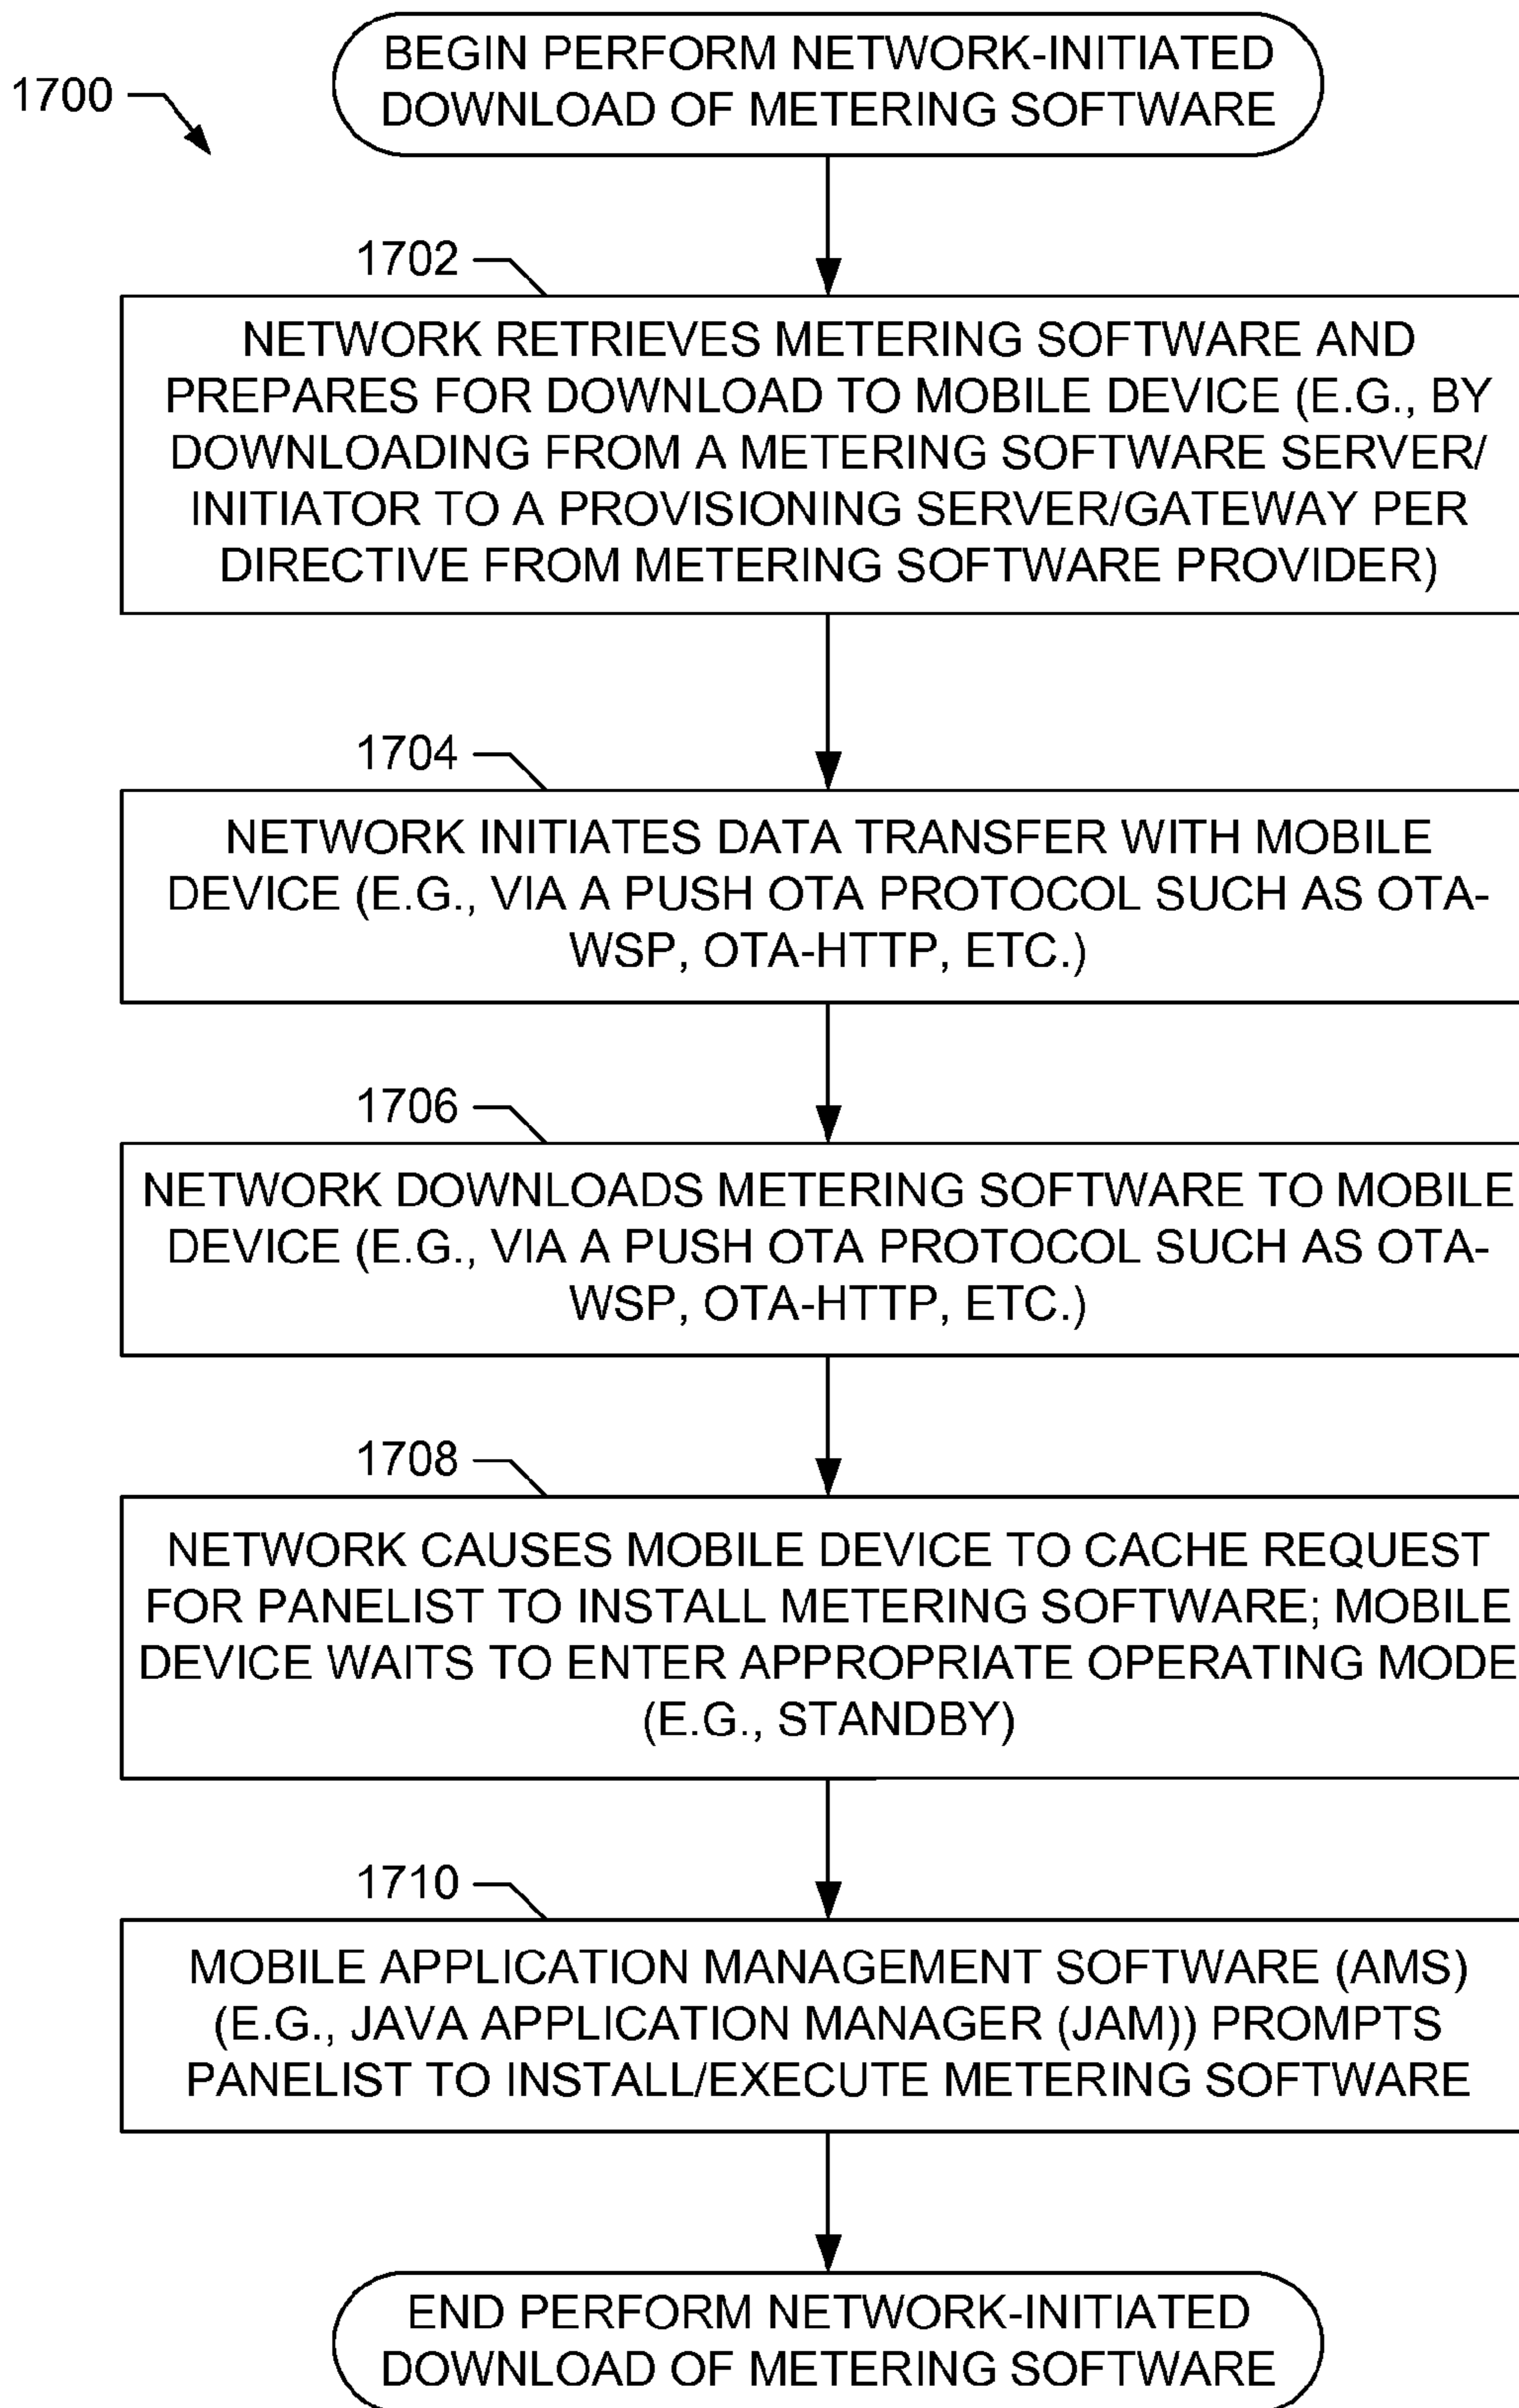 BEGIN PERFORM NETWORK-INITIATED
DOWNLOAD OF METERING SOFTWARE
1700
1702
NETWORK RETRIEVES METERING SOFTWARE AND
PREPARES FOR DOWNLOAD TO MOBILE DEVICE (E.G., BY
DOWNLOADING FROM A METERING SOFTWARE SERVER/
INITIATOR TO A PROVISIONING SERVER/GATEWAY PER
DIRECTIVE FROM METERING SOFTWARE PROVIDER)
1704
NETWORK INITIATES DATA TRANSFER WITH MOBILE
DEVICE (E.G., VIA A PUSH OTA PROTOCOL SUCH AS OTA-
WSP, OTA-HTTP, ETC.)
1706
NETWORK DOWNLOADS METERING SOFTWARE TO MOBILE
DEVICE (E.G., VIA A PUSH OTA PROTOCOL SUCH AS OTA-
WSP, OTA-HTTP, ETC.)
1708
NETWORK CAUSES MOBILE DEVICE TO CACHE REQUEST
FOR PANELIST TO INSTALL METERING SOFTWARE; MOBILE
DEVICE WAITS TO ENTER APPROPRIATE OPERATING MODE
(E.G., STANDBY)
1710
MOBILE APPLICATION MANAGEMENT SOFTWARE (AMS)
(E.G., JAVA APPLICATION MANAGER (JAM)) PROMPTS
PANELIST TO INSTALL/EXECUTE METERING SOFTWARE
END PERFORM NETWORK-INITIATED
DOWNLOAD OF METERING SOFTWARE